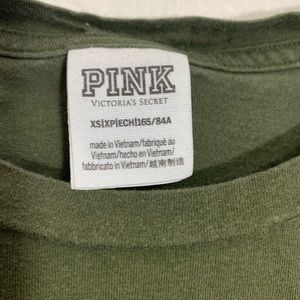 PINK
VICTORIA'S SECRET
XS|XP|ECH|165/84A
made in Vietnam/fabriqué au
Vietnam/hecho en Vietnam/
fabbricato in Vietnam/越南制造